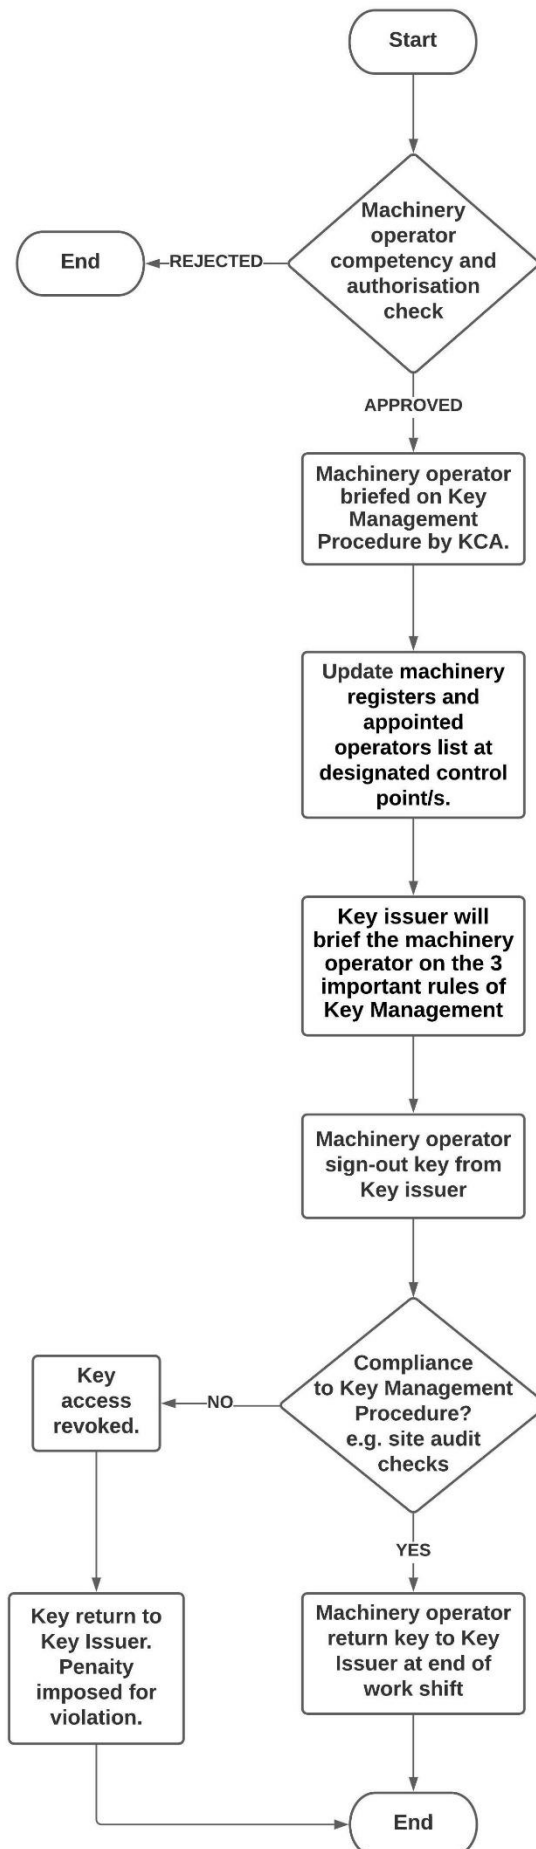 Start
Machinery
operator
competency and
authorisation
check
REJECTED
End
APPROVED
Machinery operator
briefed on Key
Management
Procedure by KCA.
Update machinery
registers and
appointed
operators list at
designated control
point/s.
Key issuer will
brief the machinery
operator on the 3
important rules of
Key Management
Machinery operator
sign-out key from
Key issuer
Compliance
to Key Management
Procedure?
e.g. site audit
checks
NO
Key
access
revoked.
YES
Key return to
Key Issuer.
Penaity
imposed for
violation.
Machinery operator
return key to Key
Issuer at end of
work shift
End